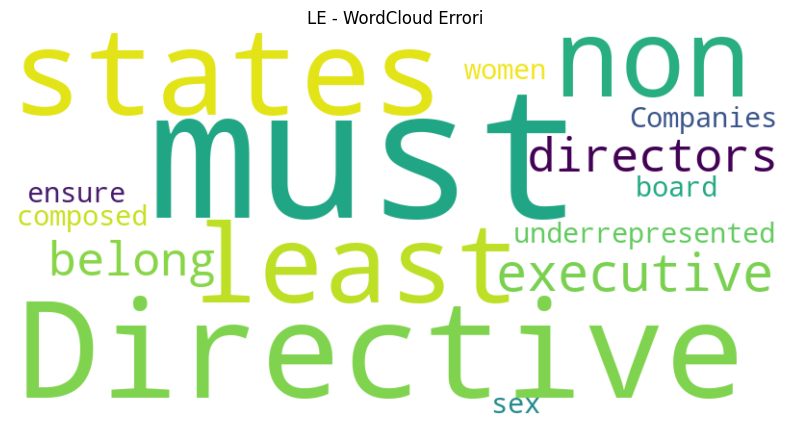 LE - WordCloud Errori
states
non
women
must
Companies
directors
ensure
board
composed
least
underrepresented
belong
executive
Directive
sex